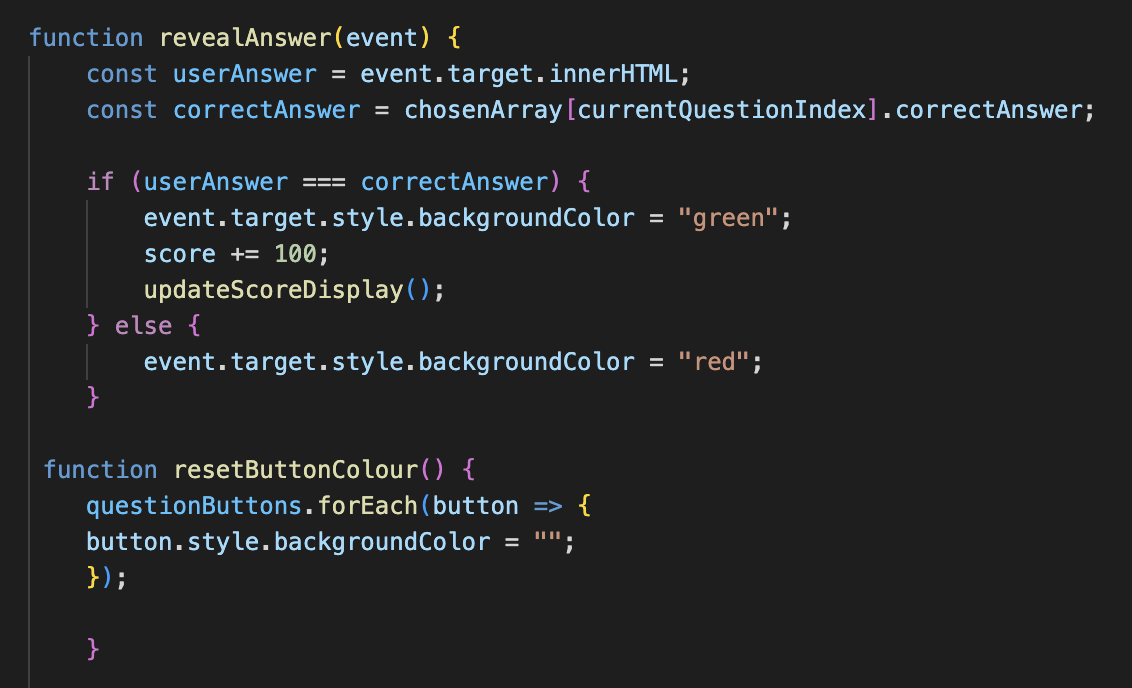 function revealAnswer(event) {
    const userAnswer = event.target.innerHTML;
    const correctAnswer = chosenArray[currentQuestionIndex].correctAnswer;

    if (userAnswer === correctAnswer) {
        event.target.style.backgroundColor = "green";
        score += 100;
        updateScoreDisplay();
    } else {
        event.target.style.backgroundColor = "red";
    }

 function resetButtonColour() {
    questionButtons.forEach(button => {
    button.style.backgroundColor = "";
    });

    }